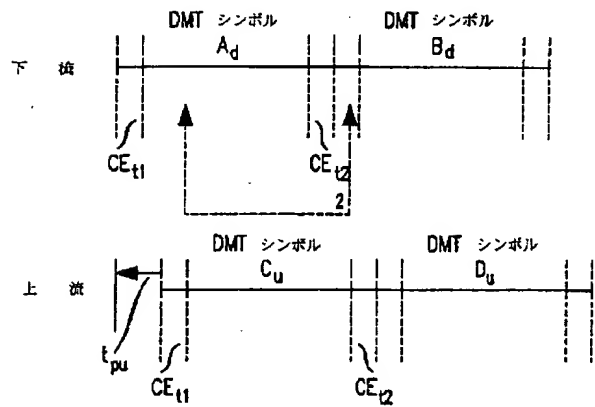 DMT シンボル DMT シンボル
下 流 A_d B_d
CE_t1 CE_t2
2
DMT シンボル DMT シンボル
上 流 C_u D_u
t_pu
CE_t1 CE_t2